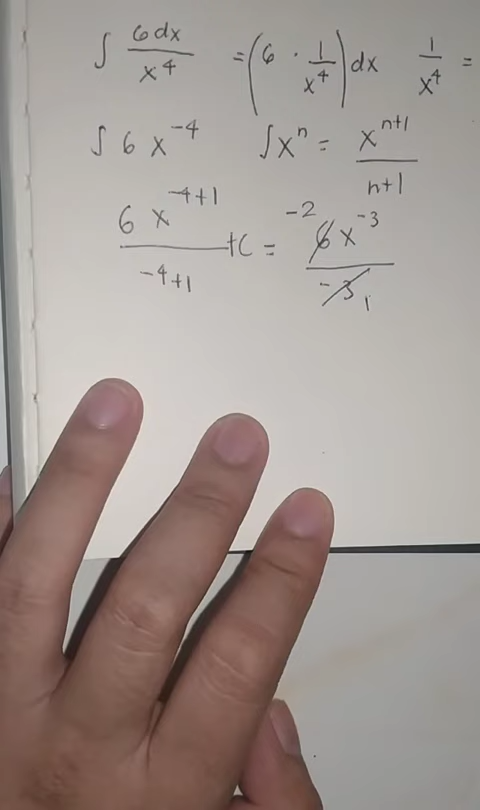 ∫ 6dx/x⁴ = (6 · 1/x⁴) dx 1/x⁴ =
∫ 6 x⁻⁴ ∫xⁿ = xⁿ⁺¹/n+1
6 x⁻⁴⁺¹/-4+1 +C = -2 6x⁻³/-3 1